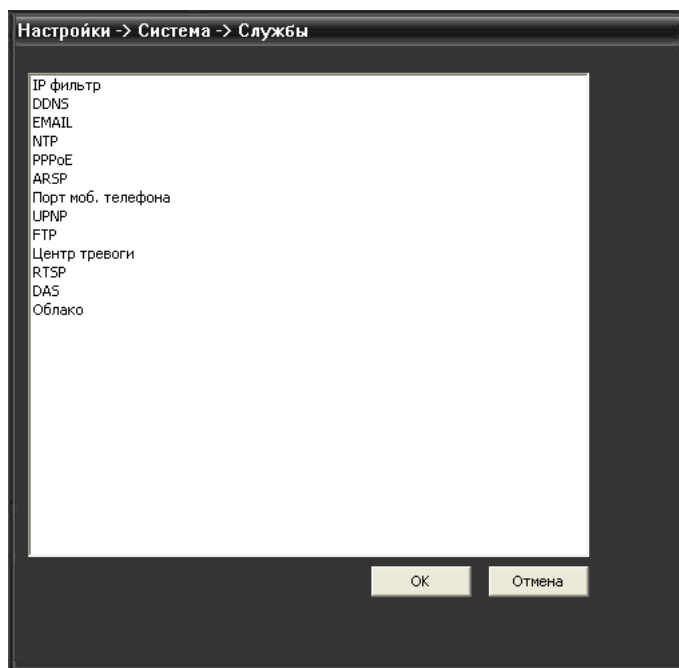 Настройки -> Система -> Службы
IP фильтр
DDNS
EMAIL
NTP
PPPoE
ARSP
Порт моб. телефона
UPNP
FTP
Центр тревоги
RTSP
DAS
Облако
OK
Отмена